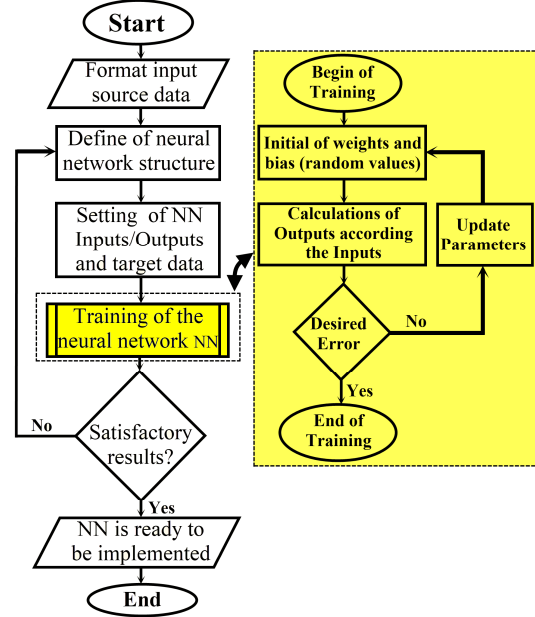 Start
Format input
source data
Define of neural
network structure
Setting of NN
Inputs/Outputs
and target data
Training of the
neural network NN
Satisfactory
results?
No
Yes
NN is ready to
be implemented
End
Begin of
Training
Initial of weights and
bias (random values)
Calculations of
Outputs according
the Inputs
Update
Parameters
Desired
Error
No
Yes
End of
Training